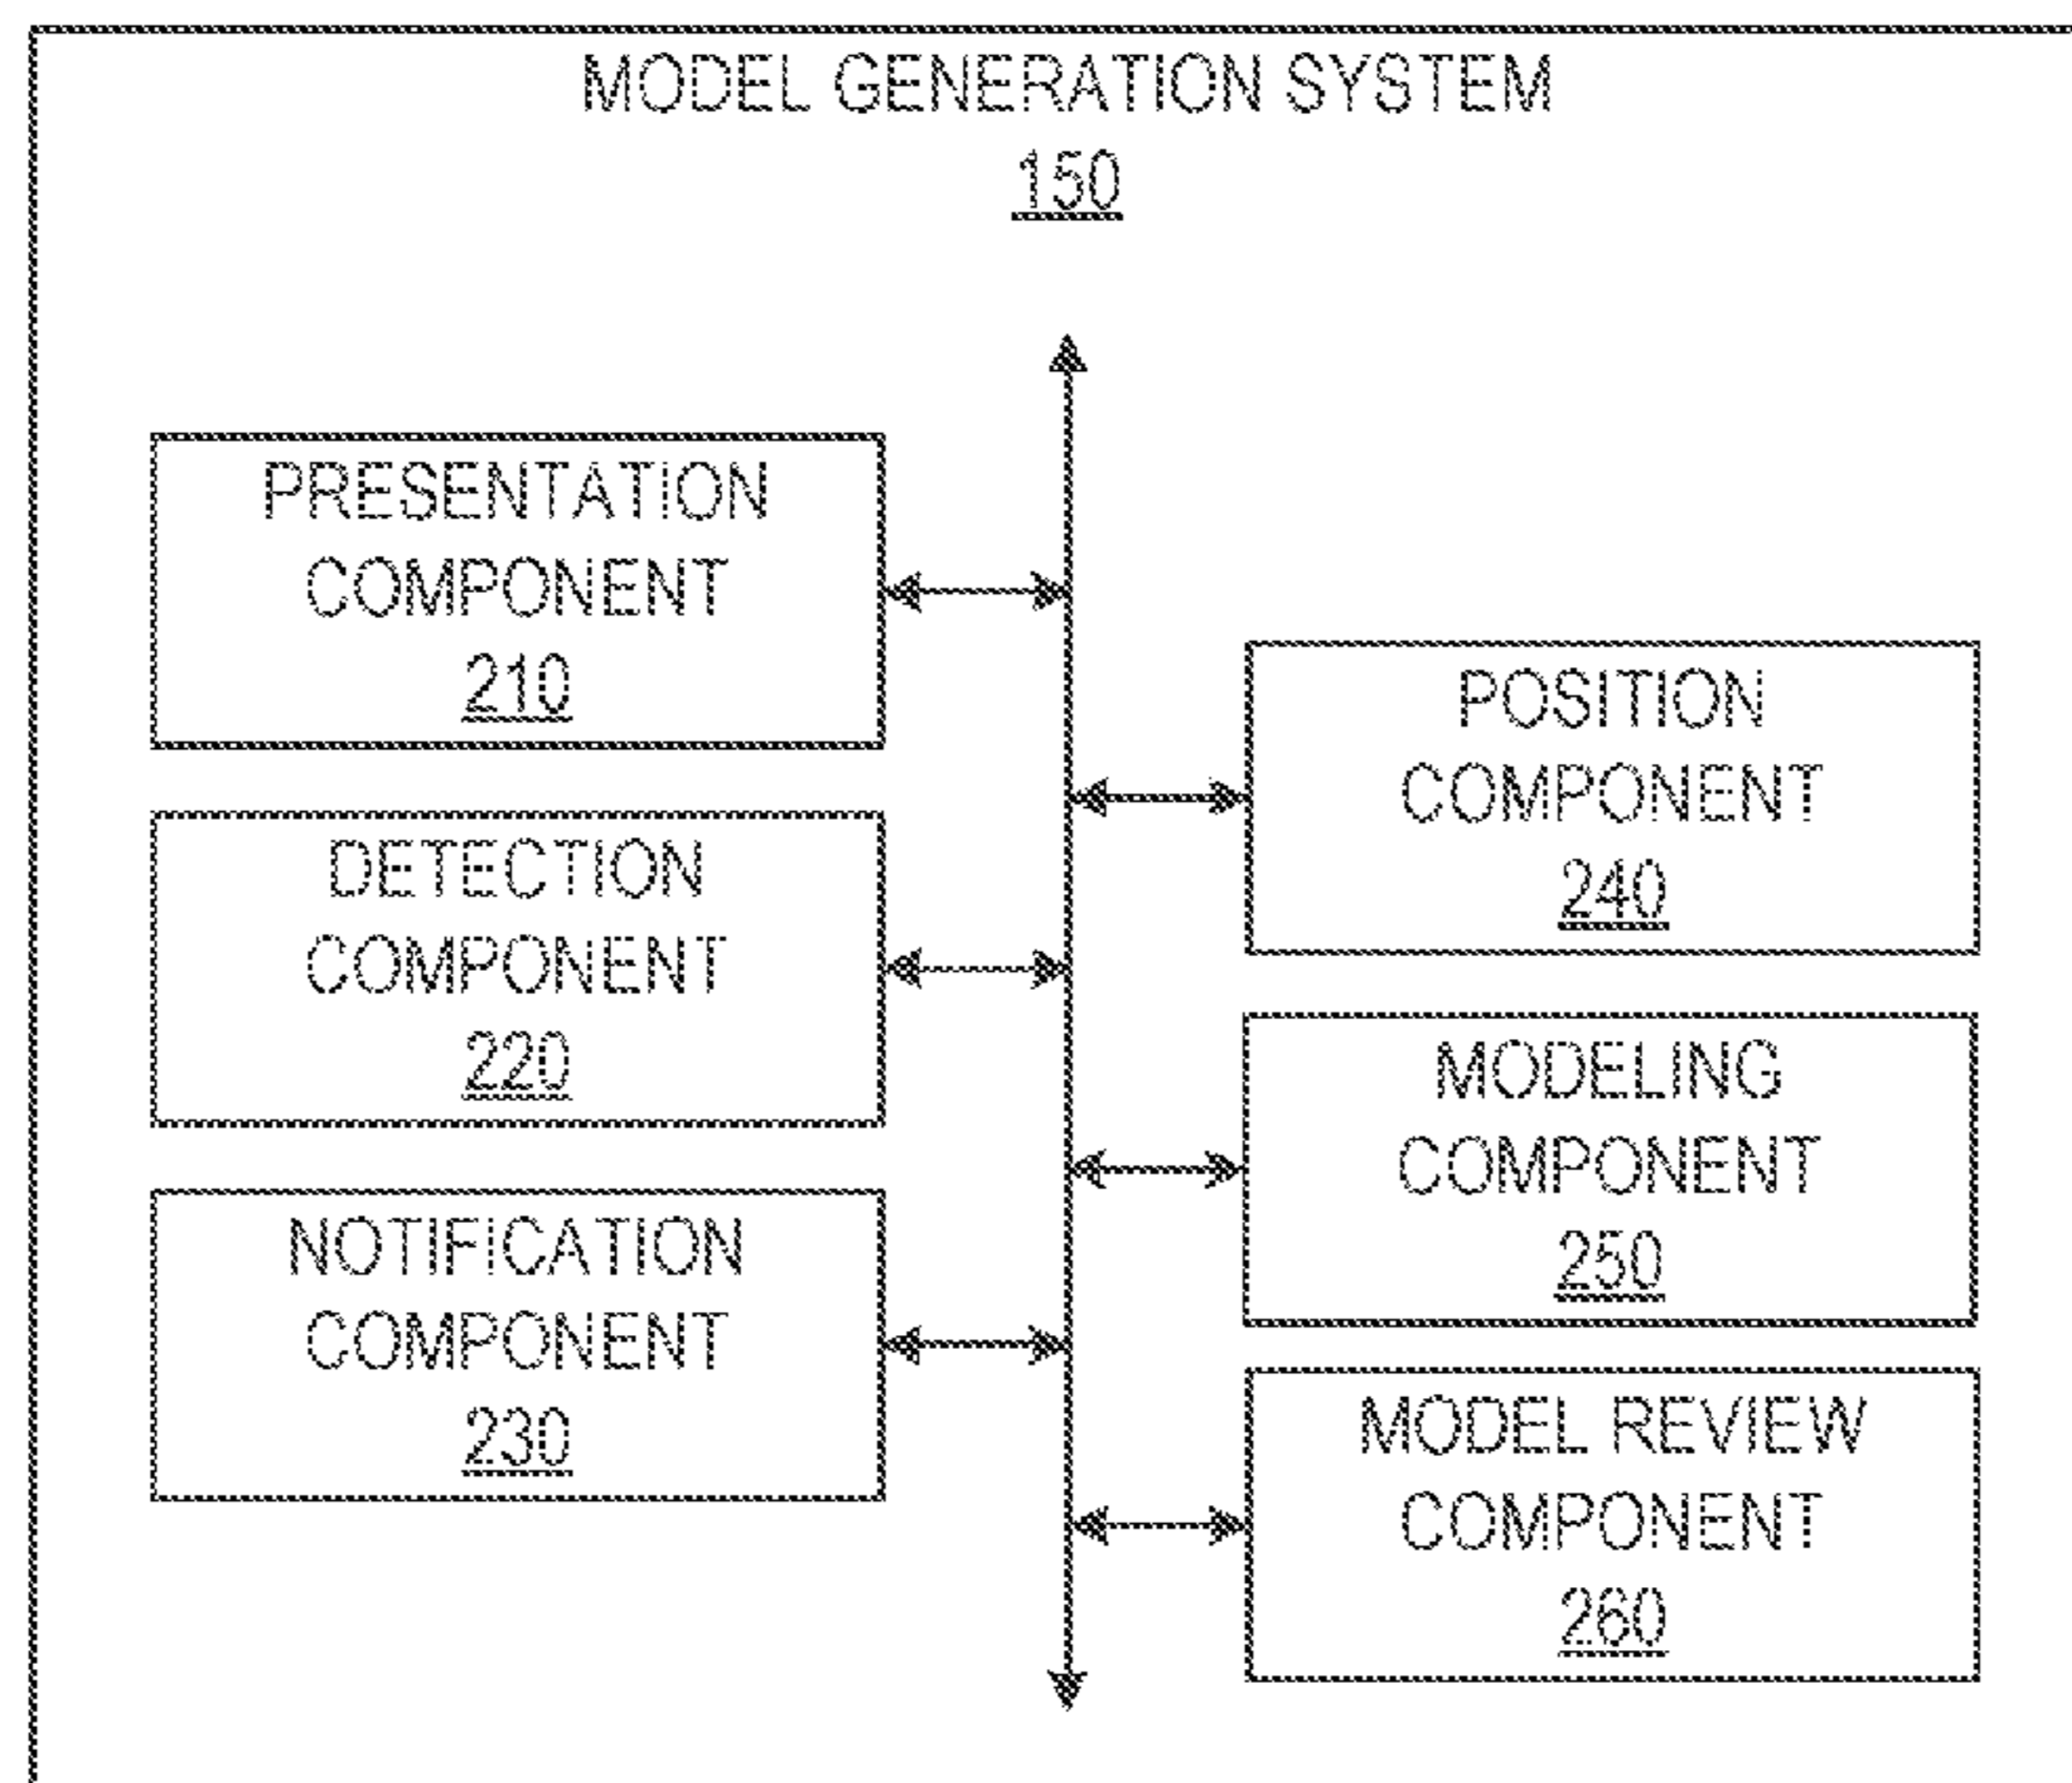 MODEL GENERATION SYSTEM
150
PRESENTATION
COMPONENT
210
DETECTION
COMPONENT
220
NOTIFICATION
COMPONENT
230
POSITION
COMPONENT
240
MODELING
COMPONENT
250
MODEL REVIEW
COMPONENT
260